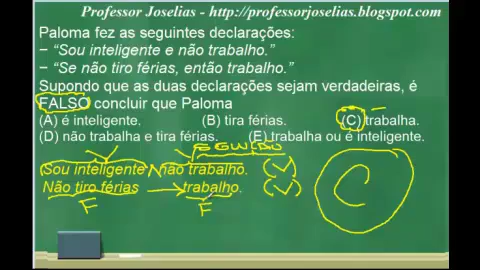 Professor Joselias - http://professorjoselias.blogspot.com/
Paloma fez as seguintes declarações:
– “Sou inteligente e não trabalho.”
– “Se não tiro férias, então trabalho.”
Supondo que as duas declarações sejam verdadeiras, é
FALSO concluir que Paloma
(A) é inteligente. (B) tira férias. (C) trabalha.
(D) não trabalha e tira férias. (E) trabalha ou é inteligente.
Sou inteligente ∧ não trabalho. (V)
Não tiro férias → trabalho. (V)
F F
C